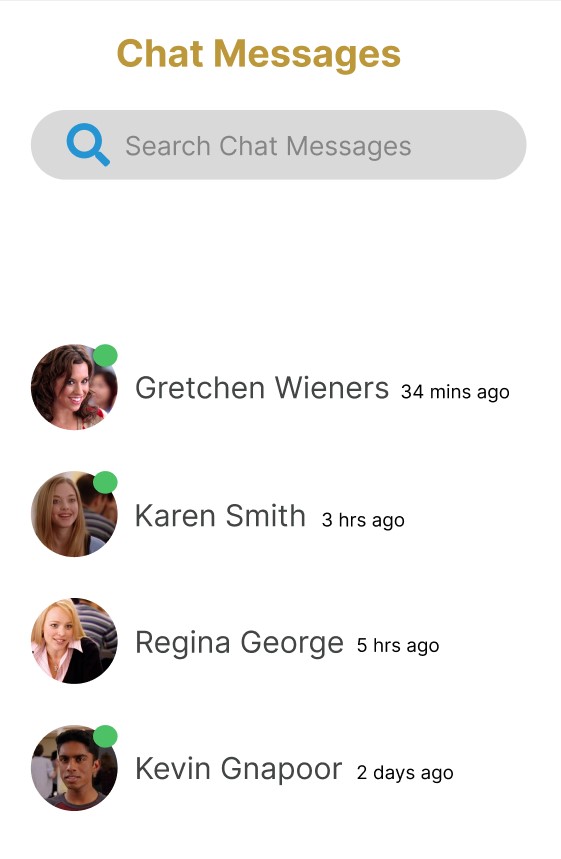 Chat Messages
Search Chat Messages
Gretchen Wieners 34 mins ago
Karen Smith 3 hrs ago
Regina George 5 hrs ago
Kevin Gnapoor 2 days ago